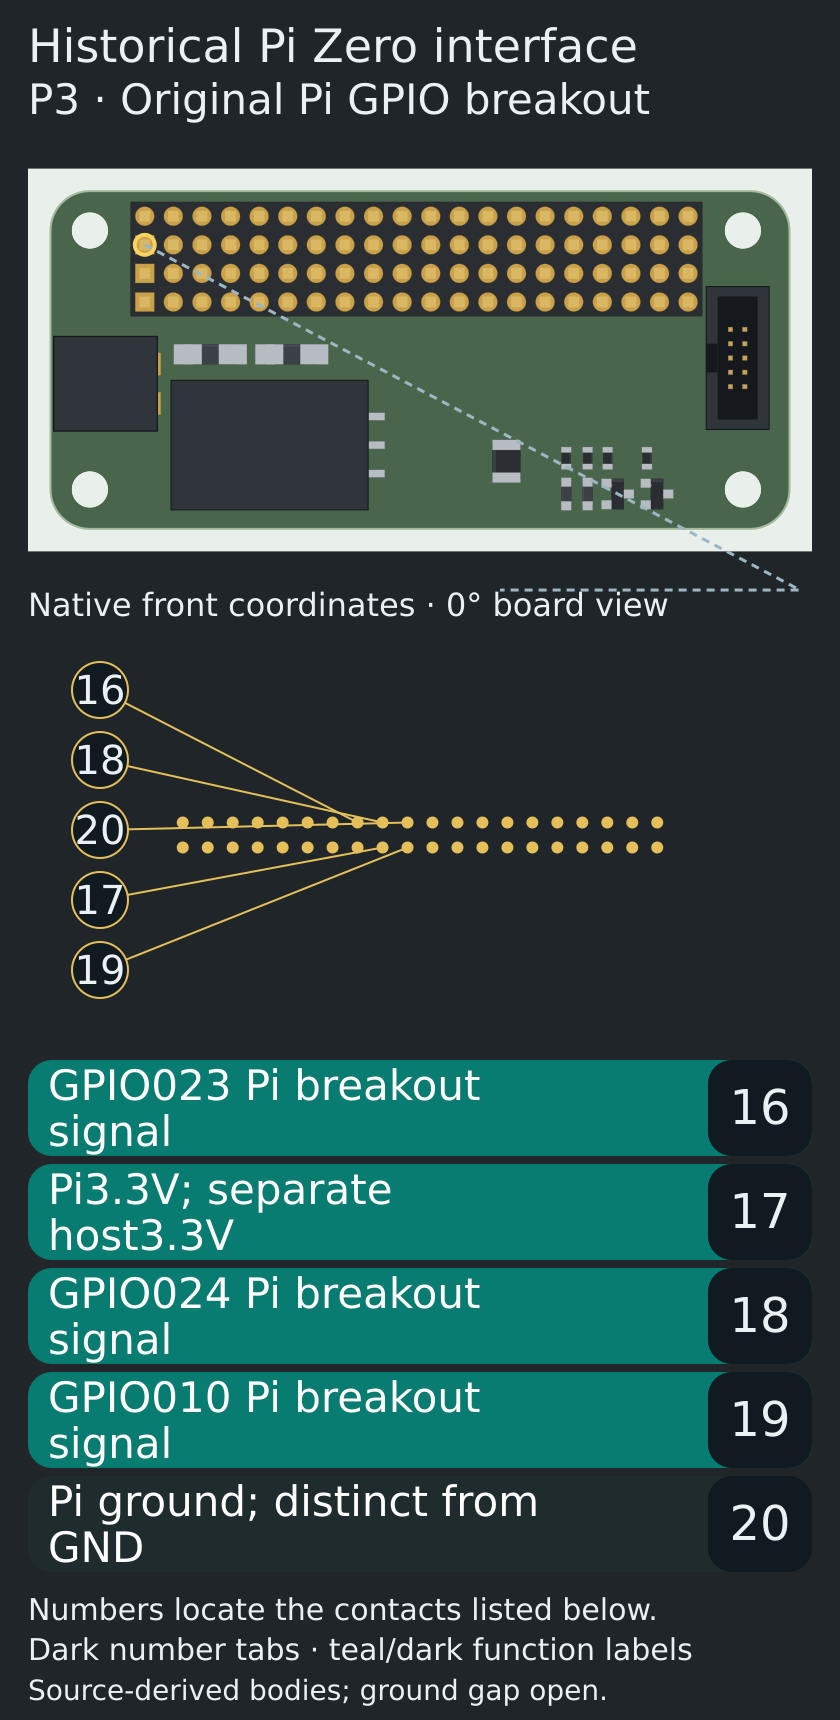 Historical Pi Zero interface
P3 · Original Pi GPIO breakout
Native front coordinates · 0° board view
16
18
20
17
19
GPIO023 Pi breakout
signal
16
Pi3.3V; separate
host3.3V
17
GPIO024 Pi breakout
signal
18
GPIO010 Pi breakout
signal
19
Pi ground; distinct from
GND
20
Numbers locate the contacts listed below.
Dark number tabs · teal/dark function labels
Source-derived bodies; ground gap open.